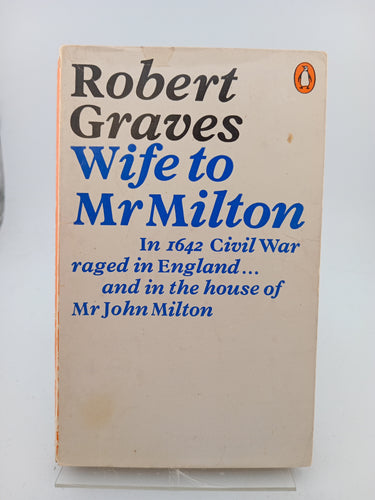 Robert
Graves
Wife to
Mr Milton
In 1642 Civil War
raged in England...
and in the house of
Mr John Milton